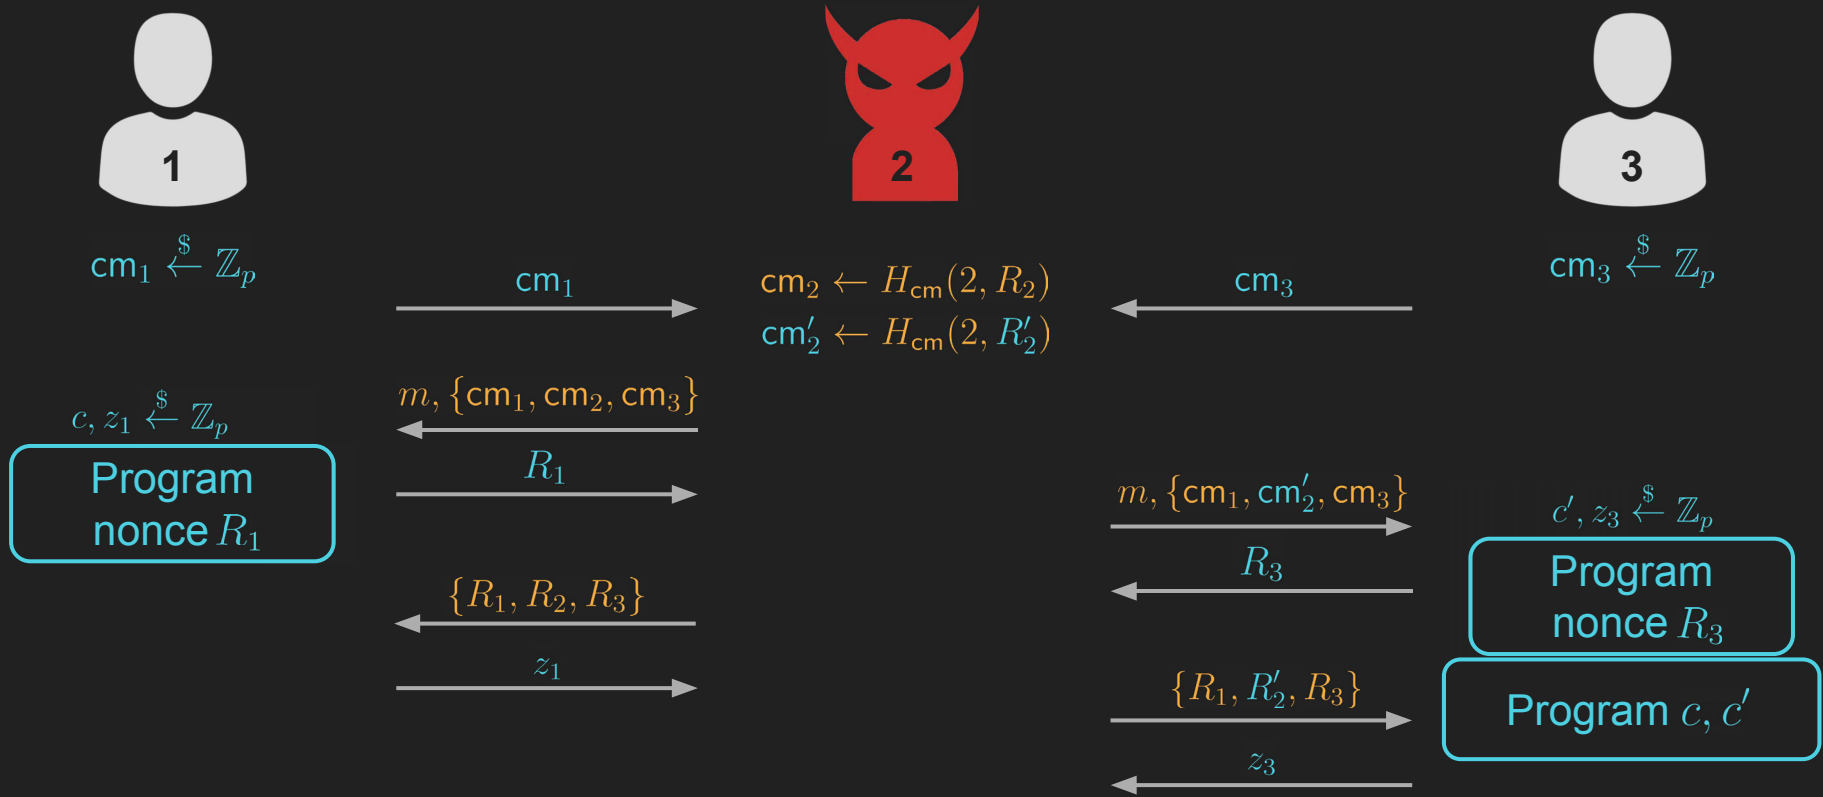 1
2
3
cm₁ ←$ ℤₚ
cm₁
cm₂ ← H_cm(2, R₂)
cm₂′ ← H_cm(2, R₂′)
cm₃
cm₃ ←$ ℤₚ
m, {cm₁, cm₂, cm₃}
c, z₁ ←$ ℤₚ
Program
nonce R₁
R₁
m, {cm₁, cm₂′, cm₃}
c′, z₃ ←$ ℤₚ
R₃
Program
nonce R₃
{R₁, R₂, R₃}
z₁
{R₁, R₂′, R₃}
Program c, c′
z₃